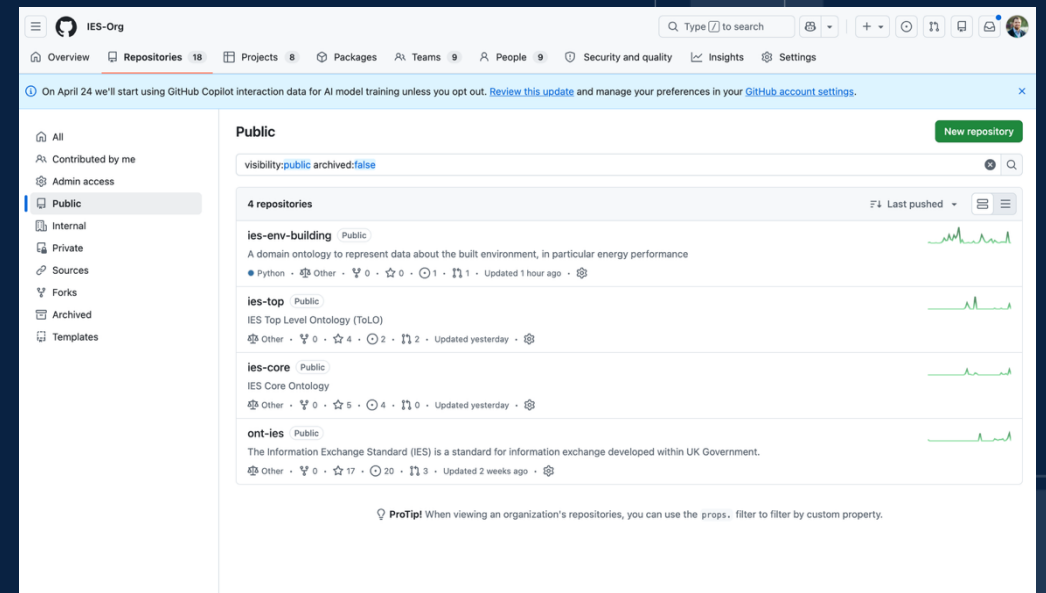 IES-Org
Type / to search
Overview Repositories 18 Projects 8 Packages Teams 9 People 9 Security and quality Insights Settings
On April 24 we'll start using GitHub Copilot interaction data for AI model training unless you opt out. Review this update and manage your preferences in your GitHub account settings.
All
Contributed by me
Admin access
Public
Internal
Private
Sources
Forks
Archived
Templates
Public
New repository
visibility:public archived:false
4 repositories
Last pushed
ies-env-building Public
A domain ontology to represent data about the built environment, in particular energy performance
Python · Other · 0 · 0 · 1 · 1 · Updated 1 hour ago ·
ies-top Public
IES Top Level Ontology (ToLO)
Other · 0 · 4 · 2 · 2 · Updated yesterday ·
ies-core Public
IES Core Ontology
Other · 0 · 5 · 4 · 0 · Updated yesterday ·
ont-ies Public
The Information Exchange Standard (IES) is a standard for information exchange developed within UK Government.
Other · 0 · 17 · 20 · 3 · Updated 2 weeks ago ·
ProTip! When viewing an organization's repositories, you can use the props. filter to filter by custom property.